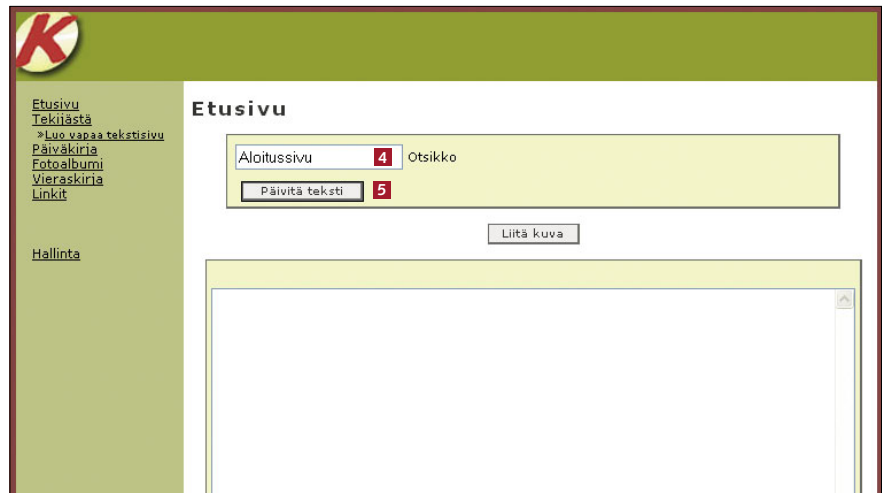 K
Etusivu
Tekijästä
»Luo vapaa tekstisivu
Päiväkirja
Fotoalbumi
Vieraskirja
Linkit
Hallinta
Etusivu
Aloitussivu 4 Otsikko
Päivitä teksti 5
Liitä kuva